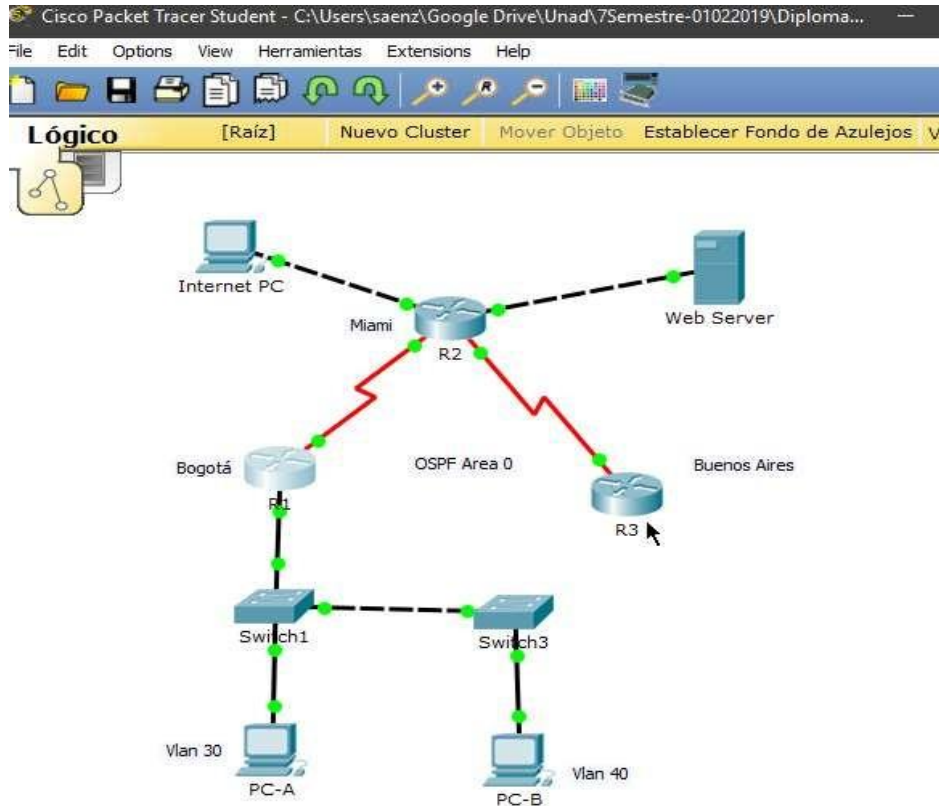 Cisco Packet Tracer Student - C:\Users\saenz\Google Drive\Unad\7Semestre-01022019\Diploma...
File Edit Options View Herramientas Extensions Help
Lógico [Raíz] Nuevo Cluster Mover Objeto Establecer Fondo de Azulejos V
Internet PC
Web Server
Miami
R2
Bogotá
OSPF Area 0
Buenos Aires
R1
R3
Switch1
Switch3
Vlan 30
PC-A
Vlan 40
PC-B